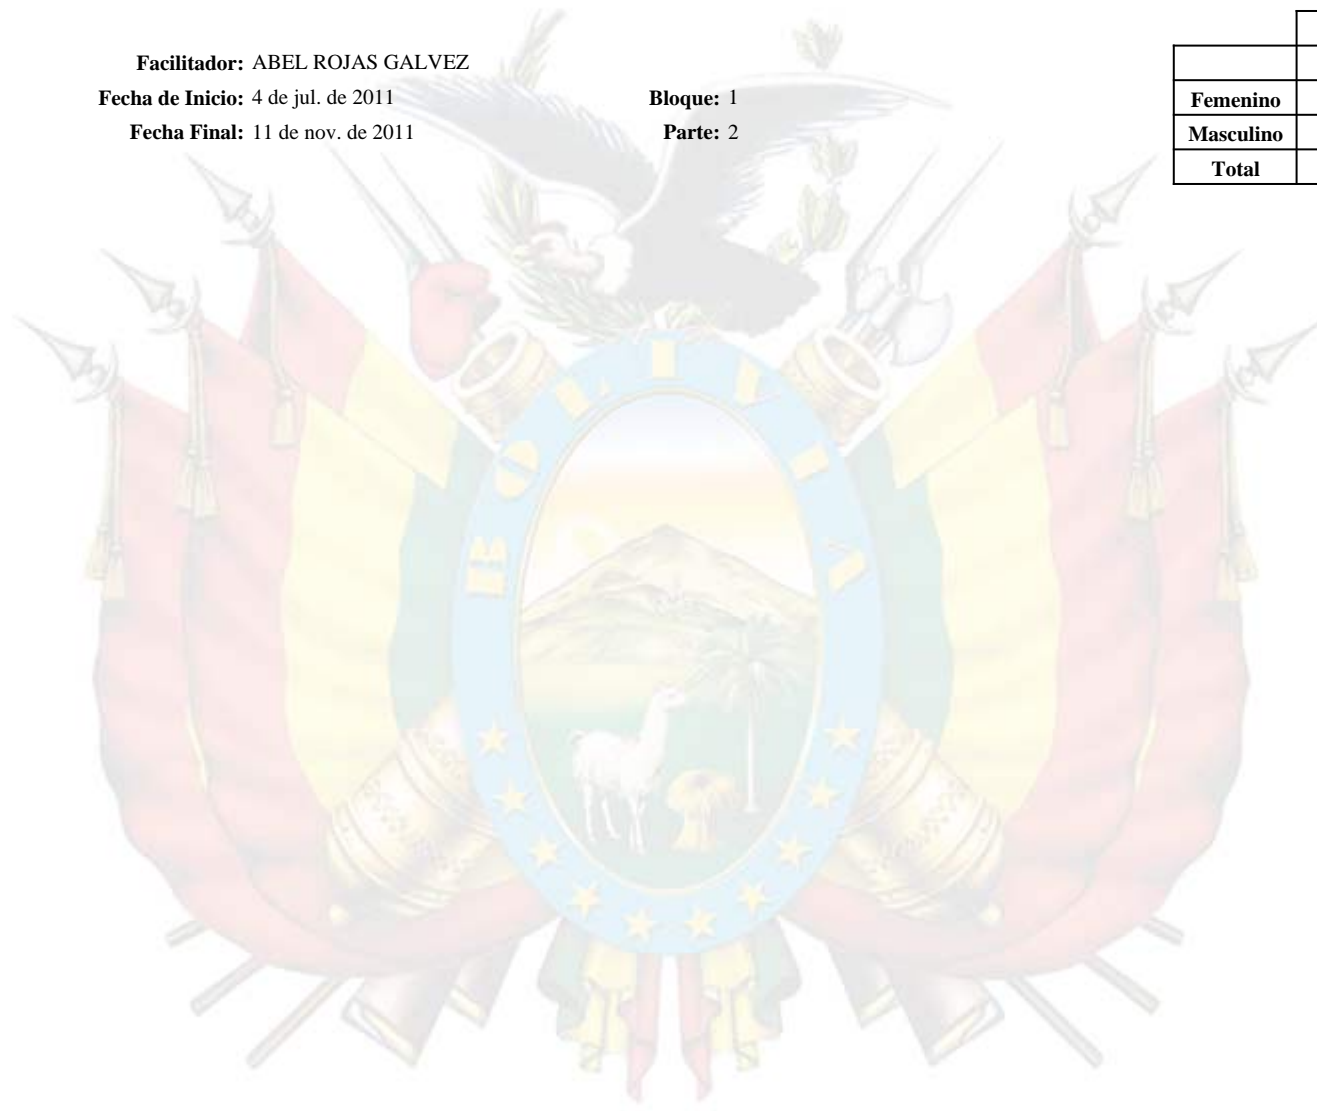 Facilitador: ABEL ROJAS GALVEZ
Fecha de Inicio: 4 de jul. de 2011
Bloque: 1
Fecha Final: 11 de nov. de 2011
Parte: 2
Femenino
Masculino
Total
BOLIVIA